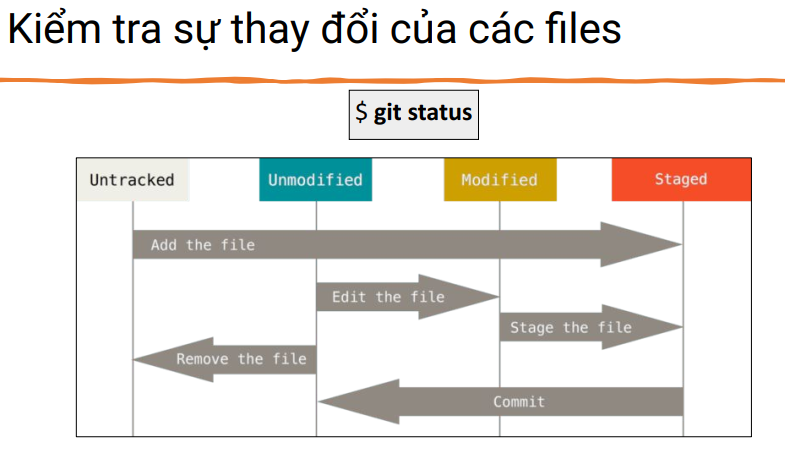 Kiểm tra sự thay đổi của các files
$ git status
Untracked
Unmodified
Modified
Staged
Add the file
Edit the file
Stage the file
Remove the file
Commit